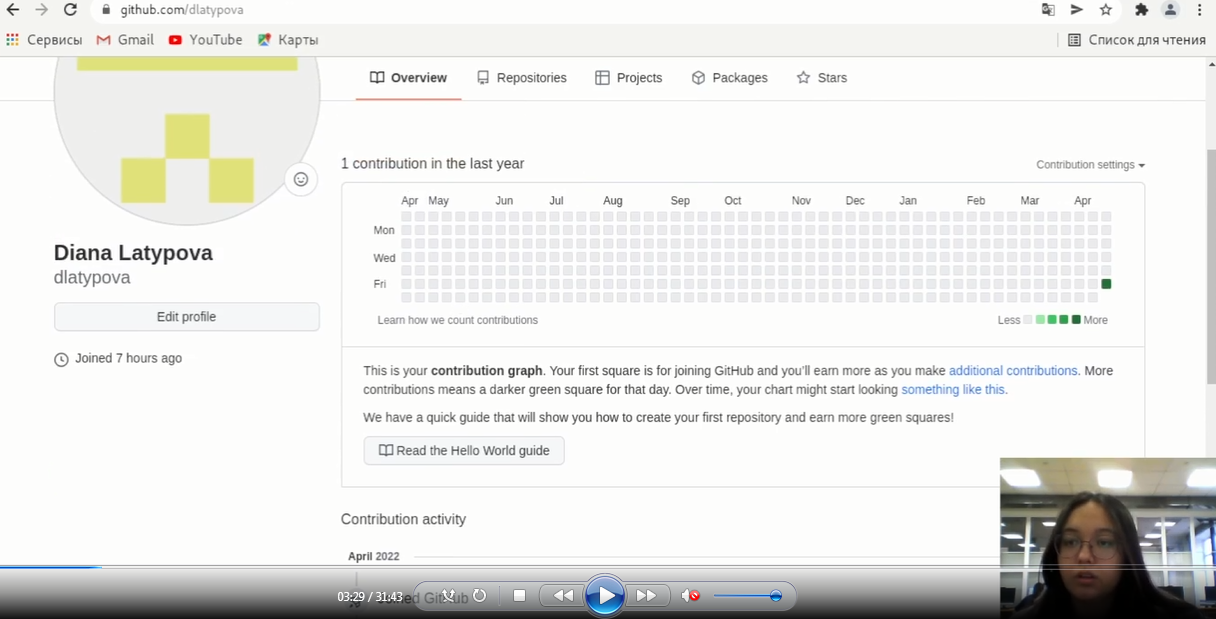 github.com/dlatypova
Сервисы Gmail YouTube Карты Список для чтения
Overview Repositories Projects Packages Stars
1 contribution in the last year Contribution settings
Apr May Jun Jul Aug Sep Oct Nov Dec Jan Feb Mar Apr
Mon
Wed
Fri
Learn how we count contributions Less More
Diana Latypova
dlatypova
Edit profile
Joined 7 hours ago
This is your contribution graph. Your first square is for joining GitHub and you’ll earn more as you make additional contributions. More
contributions means a darker green square for that day. Over time, your chart might start looking something like this.
We have a quick guide that will show you how to create your first repository and earn more green squares!
Read the Hello World guide
Contribution activity
April 2022
Joined GitHub
03:29 / 31:43